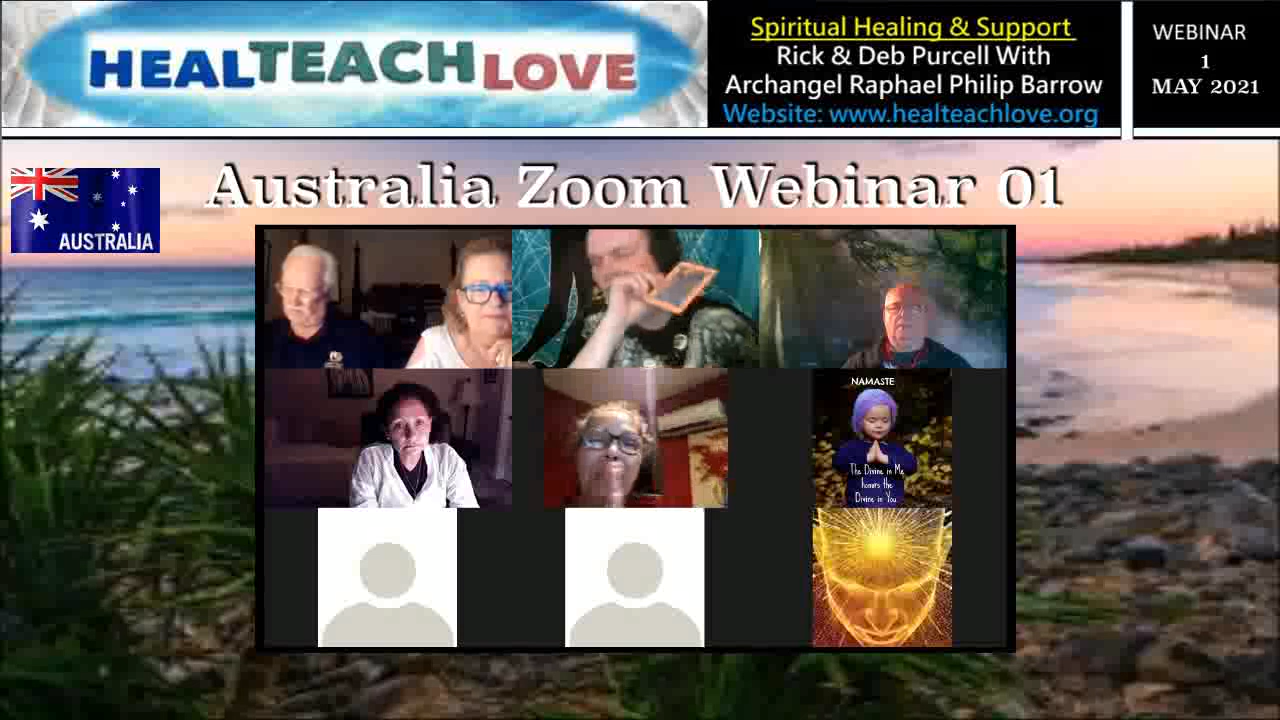 HEALTEACHLOVE
Spiritual Healing & Support
Rick & Deb Purcell With
Archangel Raphael Philip Barrow
Website: www.healteachlove.org
WEBINAR
1
MAY 2021
Australia Zoom Webinar 01
AUSTRALIA
NAMASTE
The Divine in Me
honors the
Divine in You